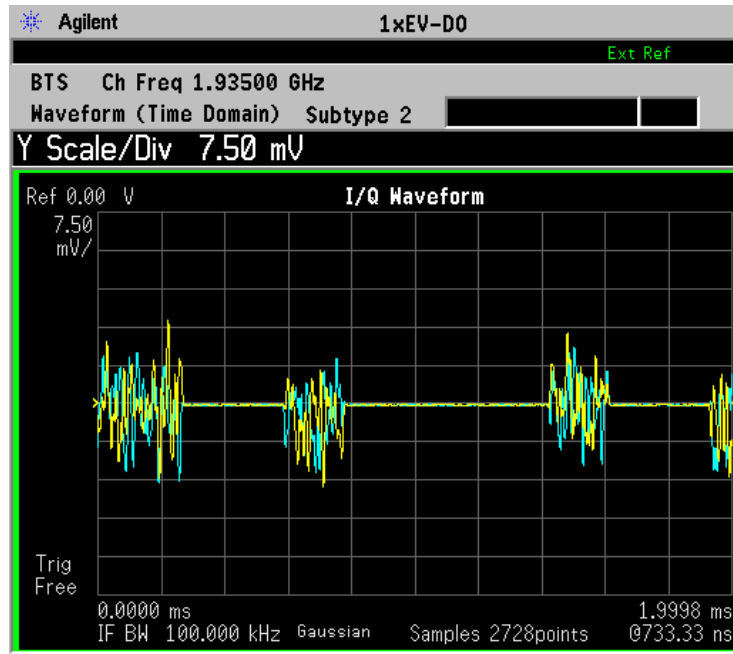 Agilent 1xEV-DO
Ext Ref
BTS Ch Freq 1.93500 GHz
Waveform (Time Domain) Subtype 2
Y Scale/Div 7.50 mV
Ref 0.00 V I/Q Waveform
7.50
mV/
Trig
Free
0.0000 ms 1.9998 ms
IF BW 100.000 kHz Gaussian Samples 2728points @733.33 ns